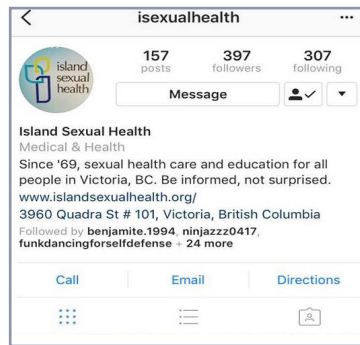 isexualhealth
island
sexual
health
157 397 307
posts followers following
Message
Island Sexual Health
Medical & Health
Since '69, sexual health care and education for all
people in Victoria, BC. Be informed, not surprised.
www.islandsexualhealth.org/
3960 Quadra St # 101, Victoria, British Columbia
Followed by benjamite.1994, ninjazzz0417,
funkdancingforselfdefense + 24 more
Call Email Directions